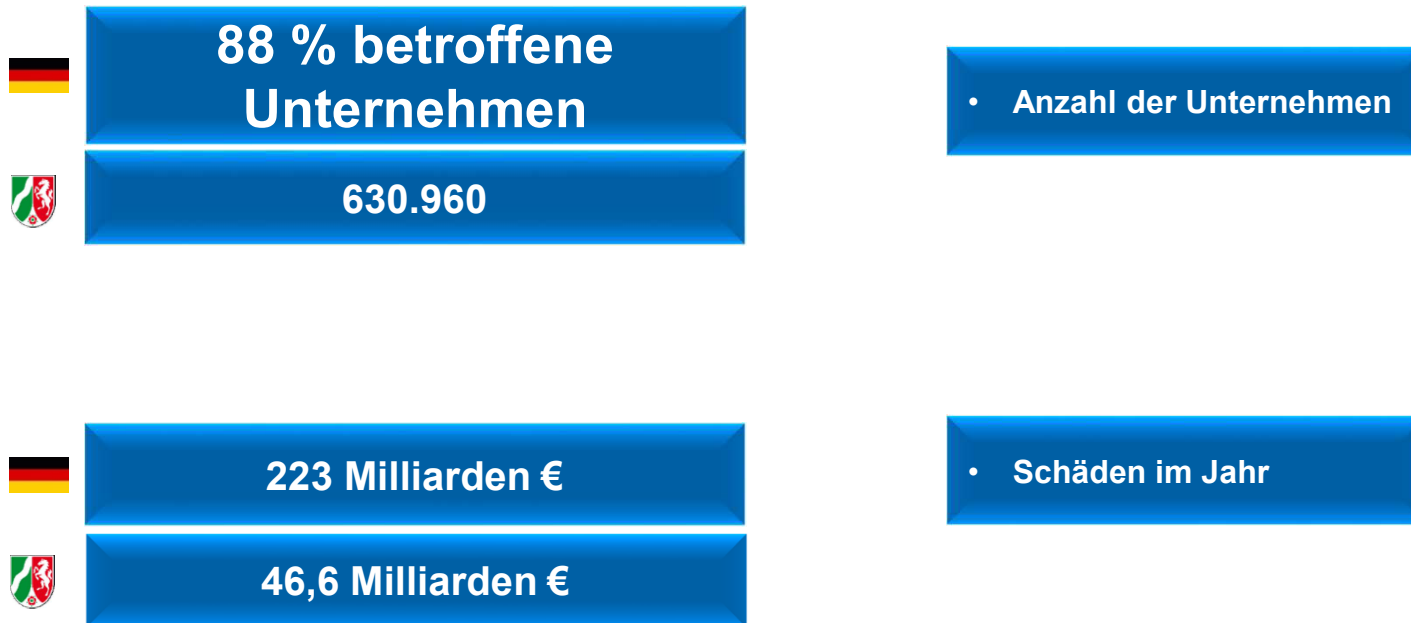 88 % betroffene
Unternehmen
• Anzahl der Unternehmen
630.960
223 Milliarden €
• Schäden im Jahr
46,6 Milliarden €